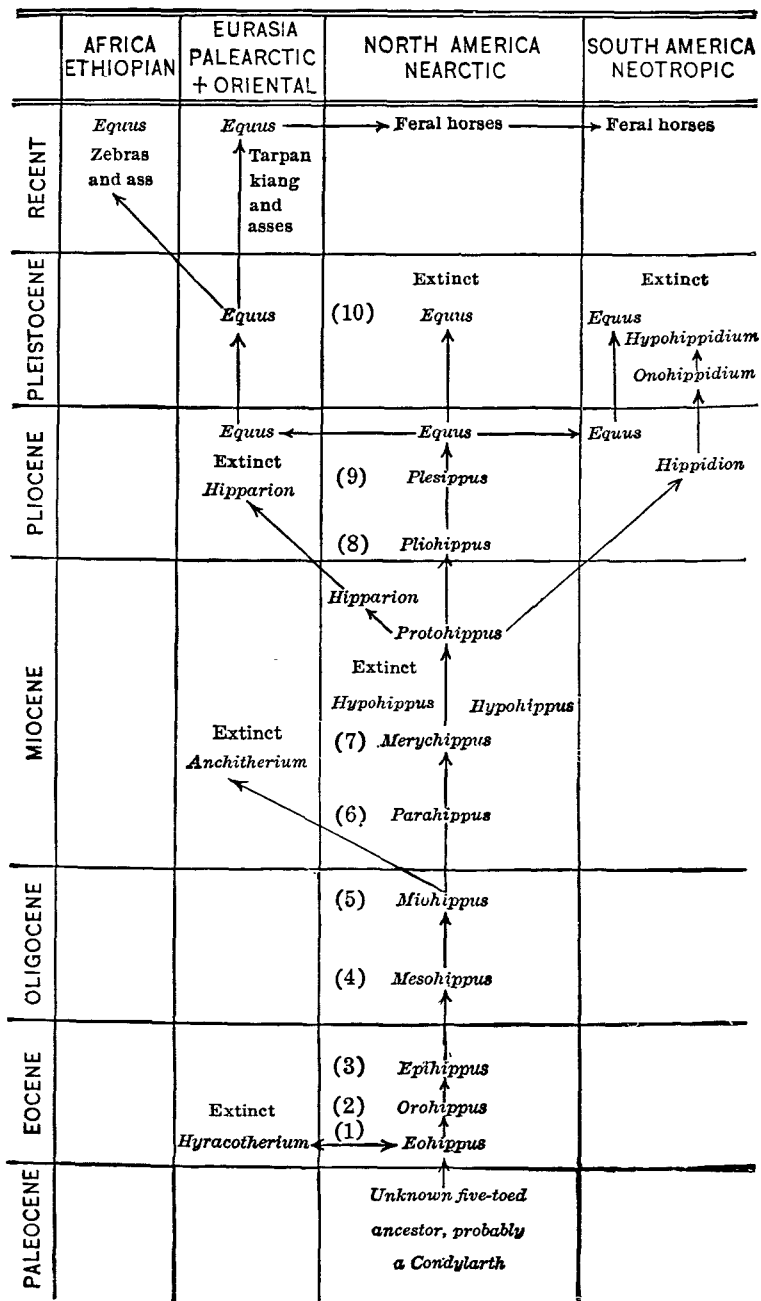 AFRICA
ETHIOPIAN
EURASIA
PALEARCTIC
+ ORIENTAL
NORTH AMERICA
NEARCTIC
SOUTH AMERICA
NEOTROPIC
RECENT
Equus
Zebras
and ass
Equus
Tarpan
kiang
and
asses
Feral horses
Feral horses
PLEISTOCENE
Equus
Extinct
(10) Equus
Extinct
Equus
Hypohippidium
Onohippidium
PLIOCENE
Equus
Extinct
Hipparion
Equus
(9) Plesippus
(8) Pliohippus
Equus
Hippidion
MIOCENE
Extinct
Anchitherium
Hipparion
Protohippus
Extinct
Hypohippus Hypohippus
(7) Merychippus
(6) Parahippus
OLIGOCENE
(5) Miohippus
(4) Mesohippus
EOCENE
Extinct
Hyracotherium
(3) Epihippus
(2) Orohippus
(1) Eohippus
PALEOCENE
Unknown five-toed
ancestor, probably
a Condylarth